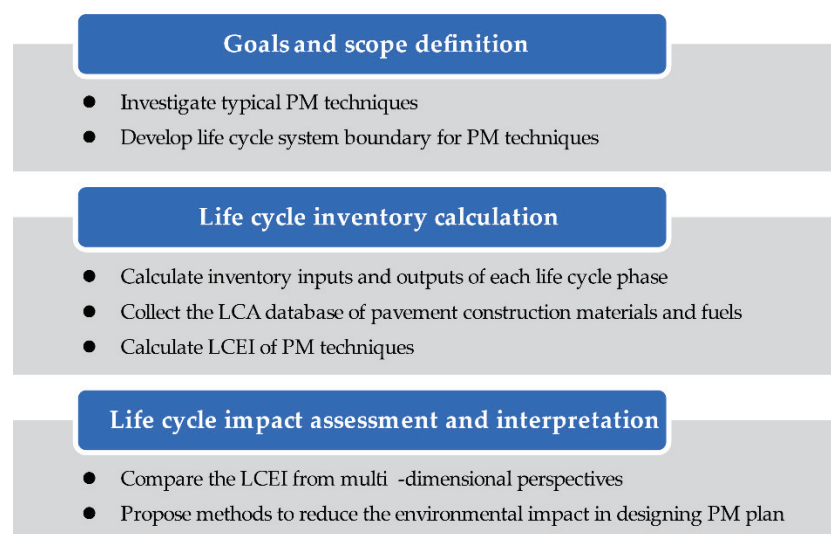 Goals and scope definition
● Investigate typical PM techniques
● Develop life cycle system boundary for PM techniques
Life cycle inventory calculation
● Calculate inventory inputs and outputs of each life cycle phase
● Collect the LCA database of pavement construction materials and fuels
● Calculate LCEI of PM techniques
Life cycle impact assessment and interpretation
● Compare the LCEI from multi -dimensional perspectives
● Propose methods to reduce the environmental impact in designing PM plan